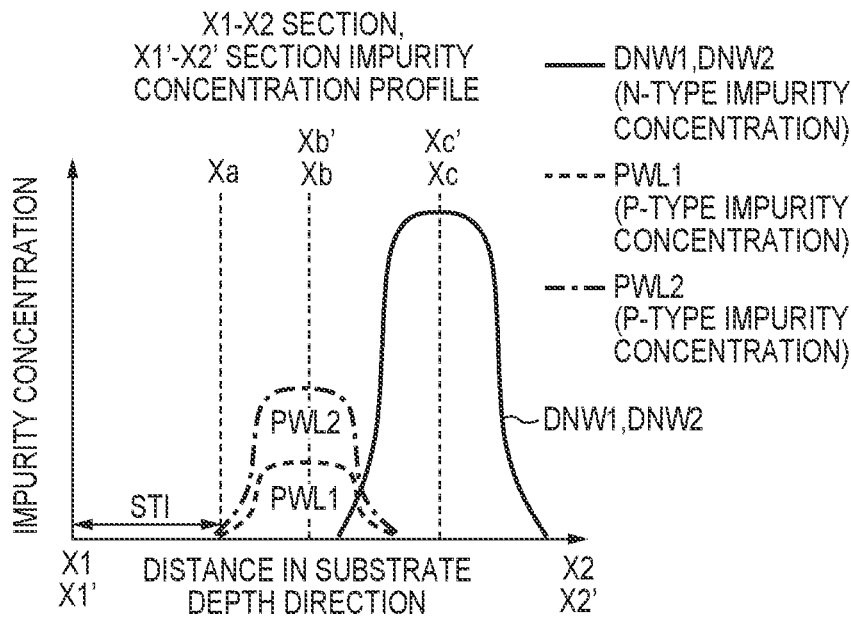 X1-X2 SECTION,
X1'-X2' SECTION IMPURITY
CONCENTRATION PROFILE
DNW1,DNW2
(N-TYPE IMPURITY
CONCENTRATION)
PWL1
(P-TYPE IMPURITY
CONCENTRATION)
PWL2
(P-TYPE IMPURITY
CONCENTRATION)
Xb' Xc'
Xa Xb Xc
IMPURITY CONCENTRATION
PWL2
DNW1,DNW2
PWL1
STI
X1 DISTANCE IN SUBSTRATE X2
X1' DEPTH DIRECTION X2'